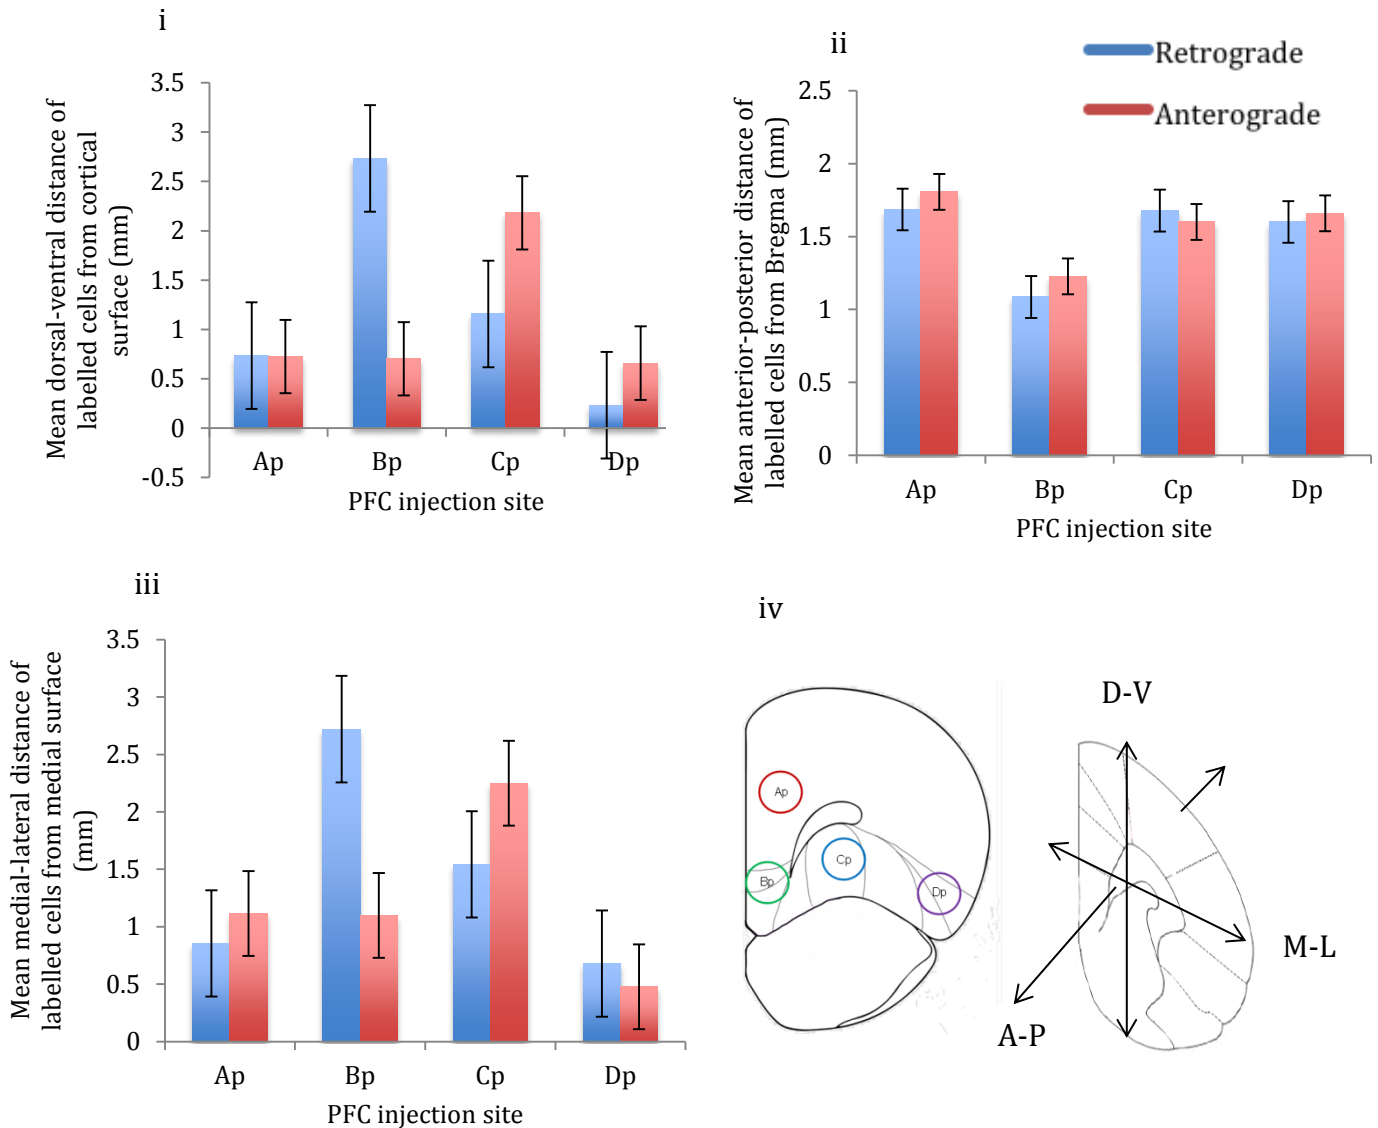 i
Mean dorsal-ventral distance of
labelled cells from cortical
surface (mm)
3.5
3
2.5
2
1.5
1
0.5
0
-0.5
Ap Bp Cp Dp
PFC injection site
ii
Retrograde
Anterograde
Mean anterior-posterior distance of
labelled cells from Bregma (mm)
2.5
2
1.5
1
0.5
0
Ap Bp Cp Dp
PFC injection site
iii
Mean medial-lateral distance of
labelled cells from medial surface
(mm)
3.5
3
2.5
2
1.5
1
0.5
0
Ap Bp Cp Dp
PFC injection site
iv
Ap
Bp
Cp
Dp
D-V
M-L
A-P